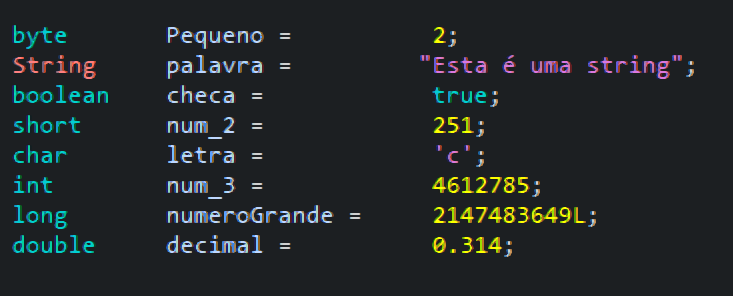 byte Pequeno = 2;
String palavra = "Esta é uma string";
boolean checa = true;
short num_2 = 251;
char letra = 'c';
int num_3 = 4612785;
long numeroGrande = 2147483649L;
double decimal = 0.314;